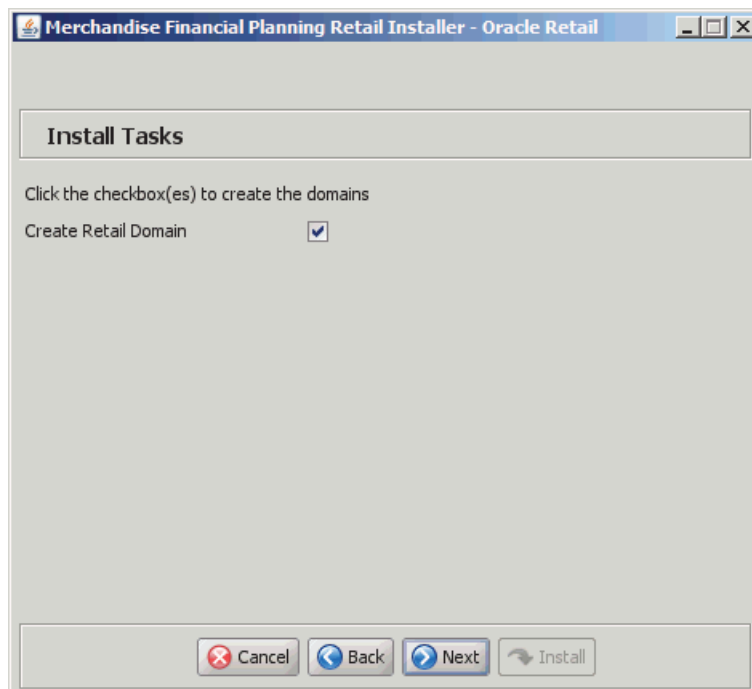 Merchandise Financial Planning Retail Installer - Oracle Retail
Install Tasks
Click the checkbox(es) to create the domains
Create Retail Domain
Cancel Back Next Install